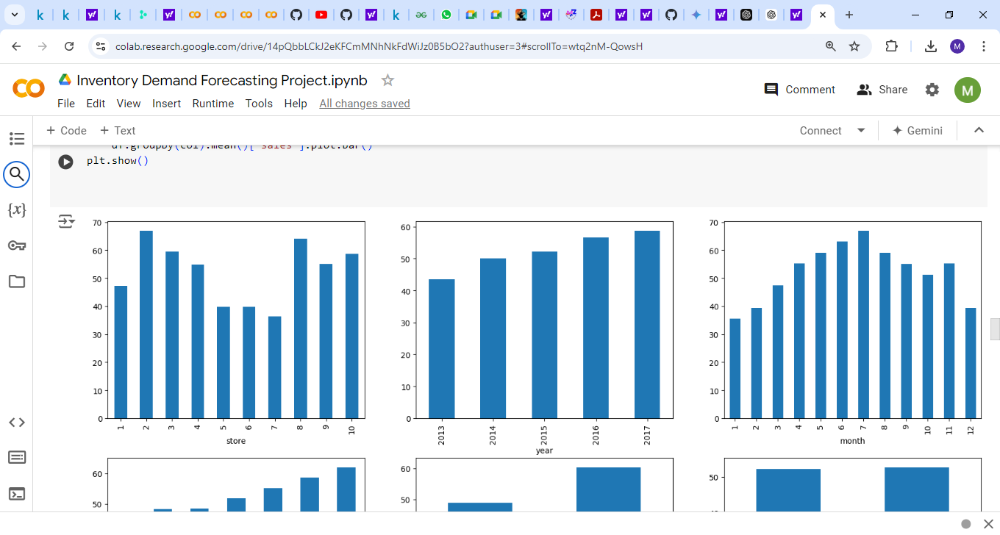 colab.research.google.com/drive/14pQbbLCkJ2eKFCmMNhNkFdWiJz0B5bO2?authuser=3#scrollTo=wtq2nM-QowsH
M
Inventory Demand Forecasting Project.ipynb
Comment
Share
M
File Edit View Insert Runtime Tools Help All changes saved
+ Code + Text
Connect
Gemini
df.groupby(col).mean()['sales'].plot.bar()
plt.show()
{x}
70
60
50
40
30
20
10
0
1 2 3 4 5 6 7 8 9 10
store
60
50
40
30
20
10
0
2013 2014 2015 2016 2017
year
70
60
50
40
30
20
10
0
1 2 3 4 5 6 7 8 9 10 11 12
month
60
50
60
50
50